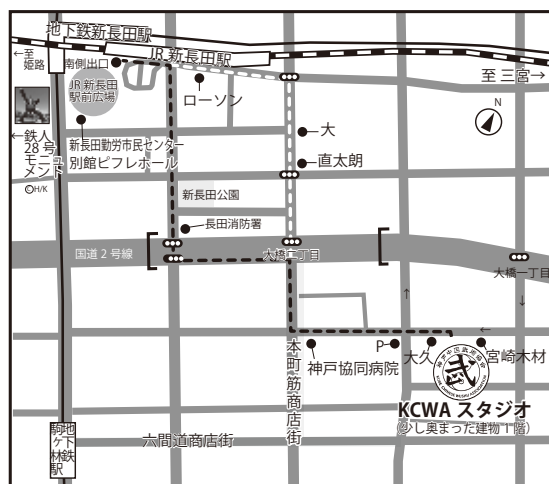 地下鉄新長田駅
JR 新長田駅
←至
姫路
南側出口
至 三宮→
JR 新長田
駅前広場
ローソン
N
大
←鉄人
28号
モニュ
メント
©H/K
新長田勤労市民センター
別館ピフレホール
直太朗
新長田公園
長田消防署
国道2号線
大橋二丁目
大橋一丁目
↑
↓
←
本町筋商店街
神戸協同病院
P
大久
宮崎木材
武
KCWA スタジオ
(少し奥まった建物1階)
六間道商店街
地下鉄
駒ヶ林駅